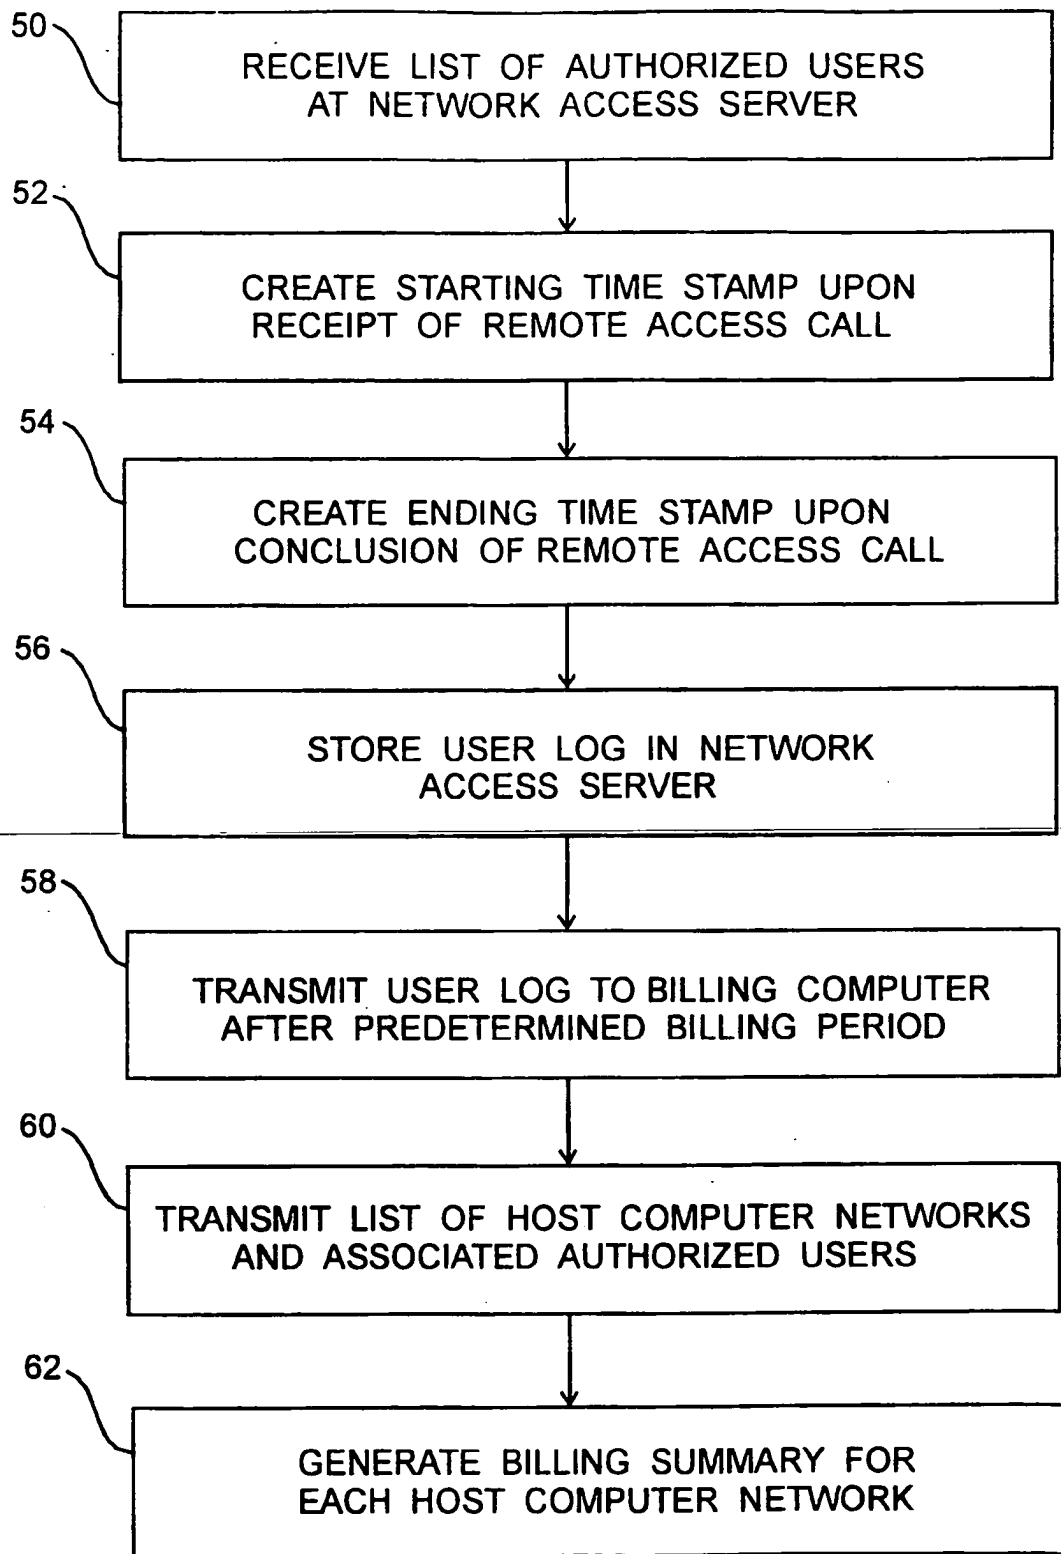 50
RECEIVE LIST OF AUTHORIZED USERS
AT NETWORK ACCESS SERVER
52
CREATE STARTING TIME STAMP UPON
RECEIPT OF REMOTE ACCESS CALL
54
CREATE ENDING TIME STAMP UPON
CONCLUSION OF REMOTE ACCESS CALL
56
STORE USER LOG IN NETWORK
ACCESS SERVER
58
TRANSMIT USER LOG TO BILLING COMPUTER
AFTER PREDETERMINED BILLING PERIOD
60
TRANSMIT LIST OF HOST COMPUTER NETWORKS
AND ASSOCIATED AUTHORIZED USERS
62
GENERATE BILLING SUMMARY FOR
EACH HOST COMPUTER NETWORK